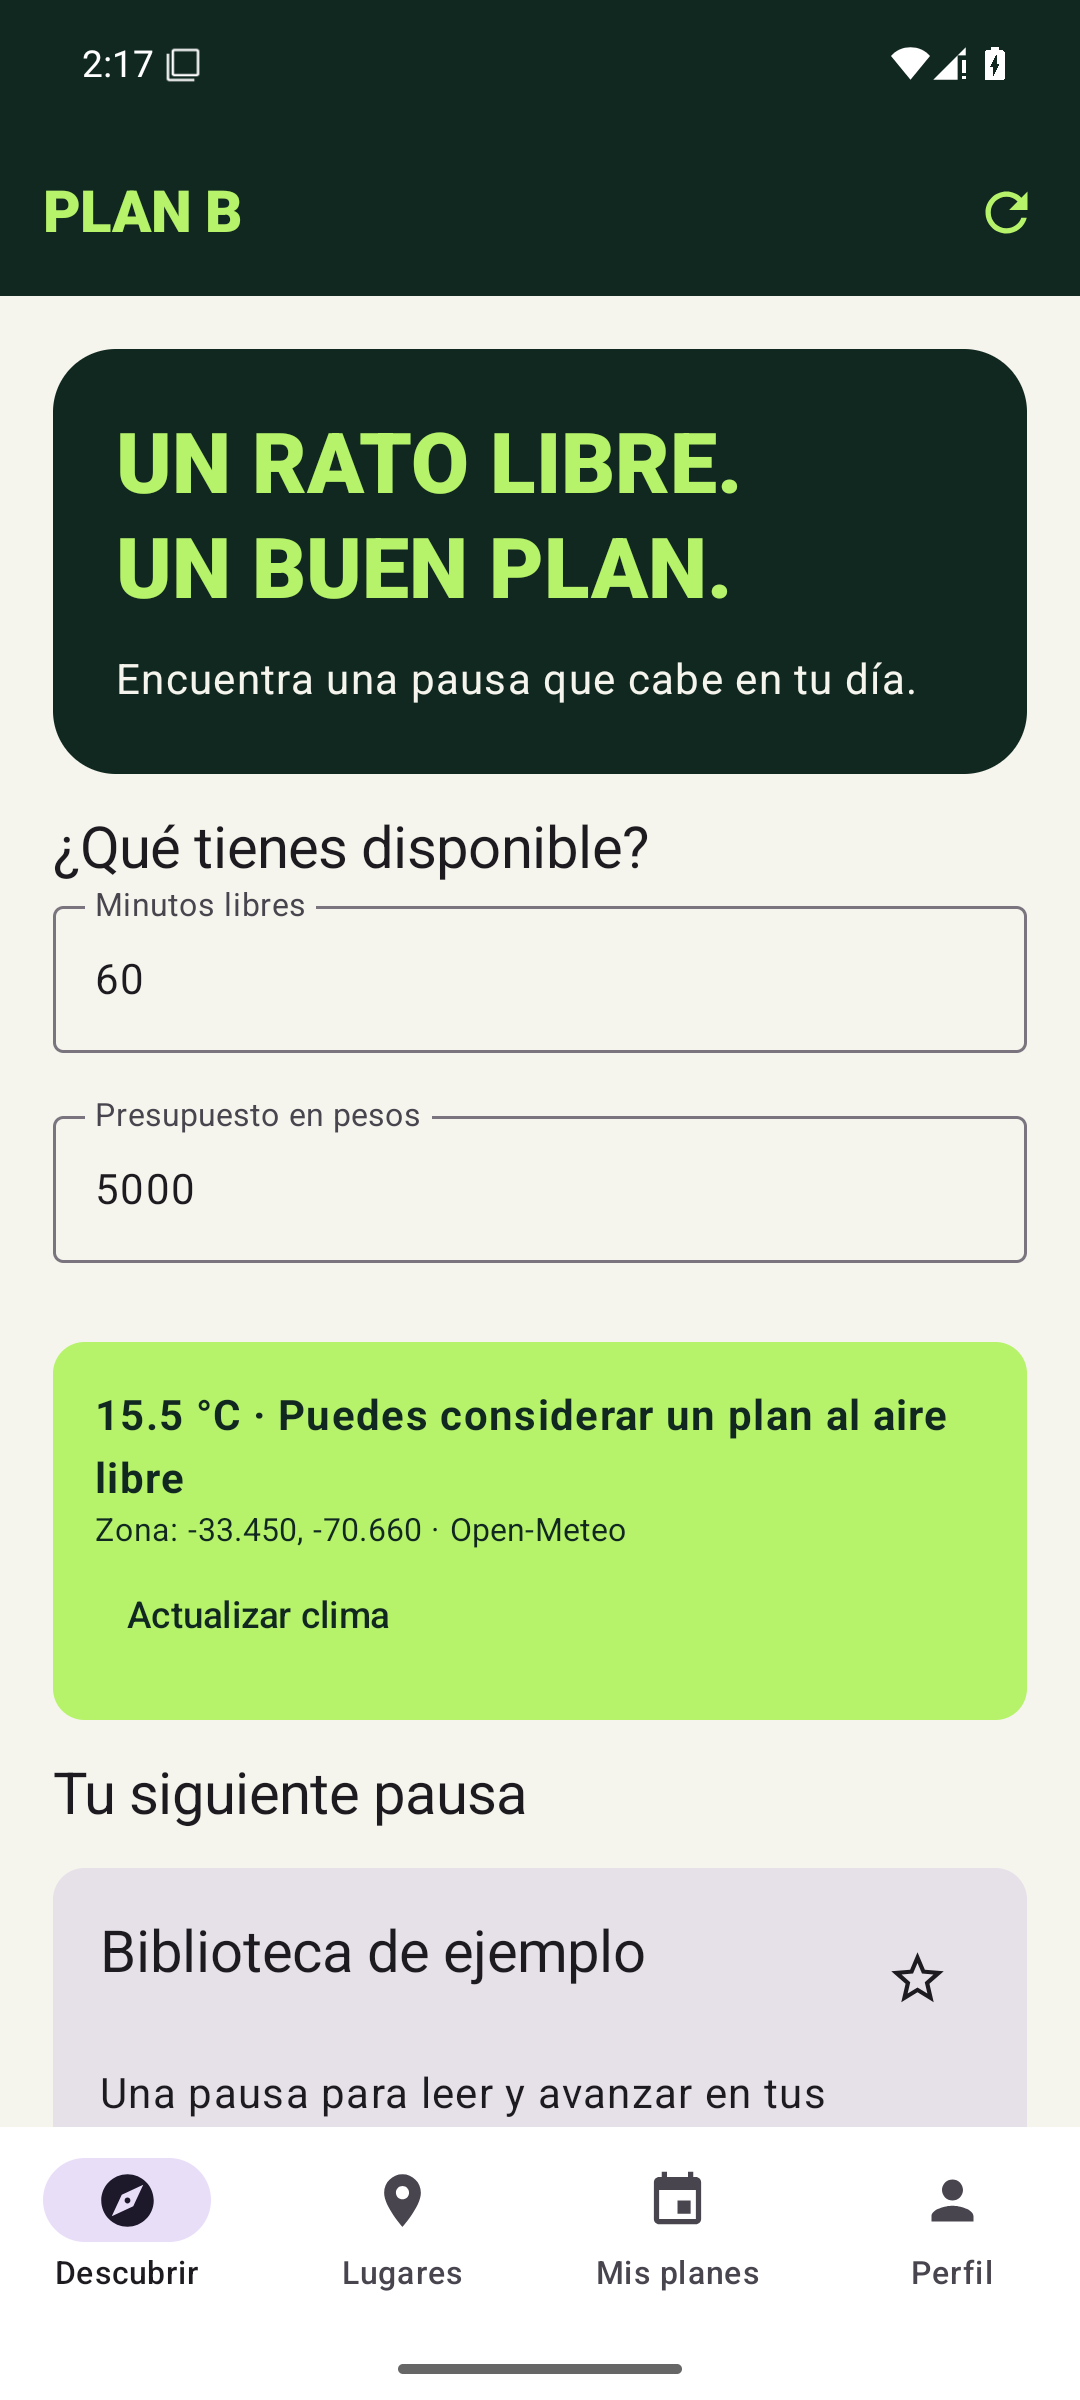 2:17
PLAN B
UN RATO LIBRE.
UN BUEN PLAN.
Encuentra una pausa que cabe en tu día.
¿Qué tienes disponible?
Minutos libres
60
Presupuesto en pesos
5000
15.5 °C · Puedes considerar un plan al aire
libre
Zona: -33.450, -70.660 · Open-Meteo
Actualizar clima
Tu siguiente pausa
Biblioteca de ejemplo
Una pausa para leer y avanzar en tus
Descubrir
Lugares
Mis planes
Perfil